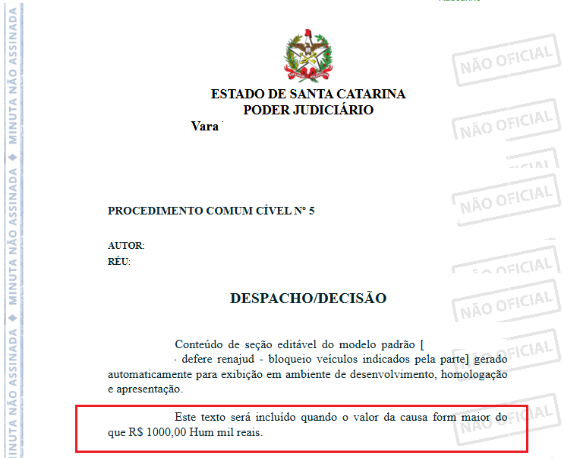 NÃO OFICIAL
ESTADO DE SANTA CATARINA
PODER JUDICIÁRIO
Vara
NÃO OFICIAL
NÃO OFICIAL
PROCEDIMENTO COMUM CÍVEL Nº 5
AUTOR:
RÉU:
DESPACHO/DECISÃO
NÃO OFICIAL
Conteúdo de seção editável do modelo padrão [
- defere renajud - bloqueio veículos indicados pela parte] gerado
automaticamente para exibição em ambiente de desenvolvimento, homologação
e apresentação.
NÃO OFICIAL
Este texto será incluído quando o valor da causa form maior do
que R$ 1000,00 Hum mil reais.
NÃO OFICIAL
MINUTA NÃO ASSINADA ◆ MINUTA NÃO ASSINADA ◆ MINUTA NÃO ASSINADA